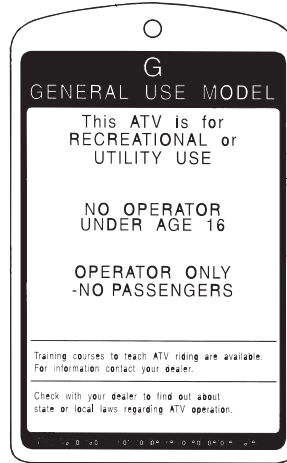 G
GENERAL USE MODEL
This ATV is for
RECREATIONAL or
UTILITY USE
NO OPERATOR
UNDER AGE 16
OPERATOR ONLY
-NO PASSENGERS
Training courses to teach ATV riding are available.
For information contact your dealer.
Check with your dealer to find out about
state or local laws regarding ATV operation.